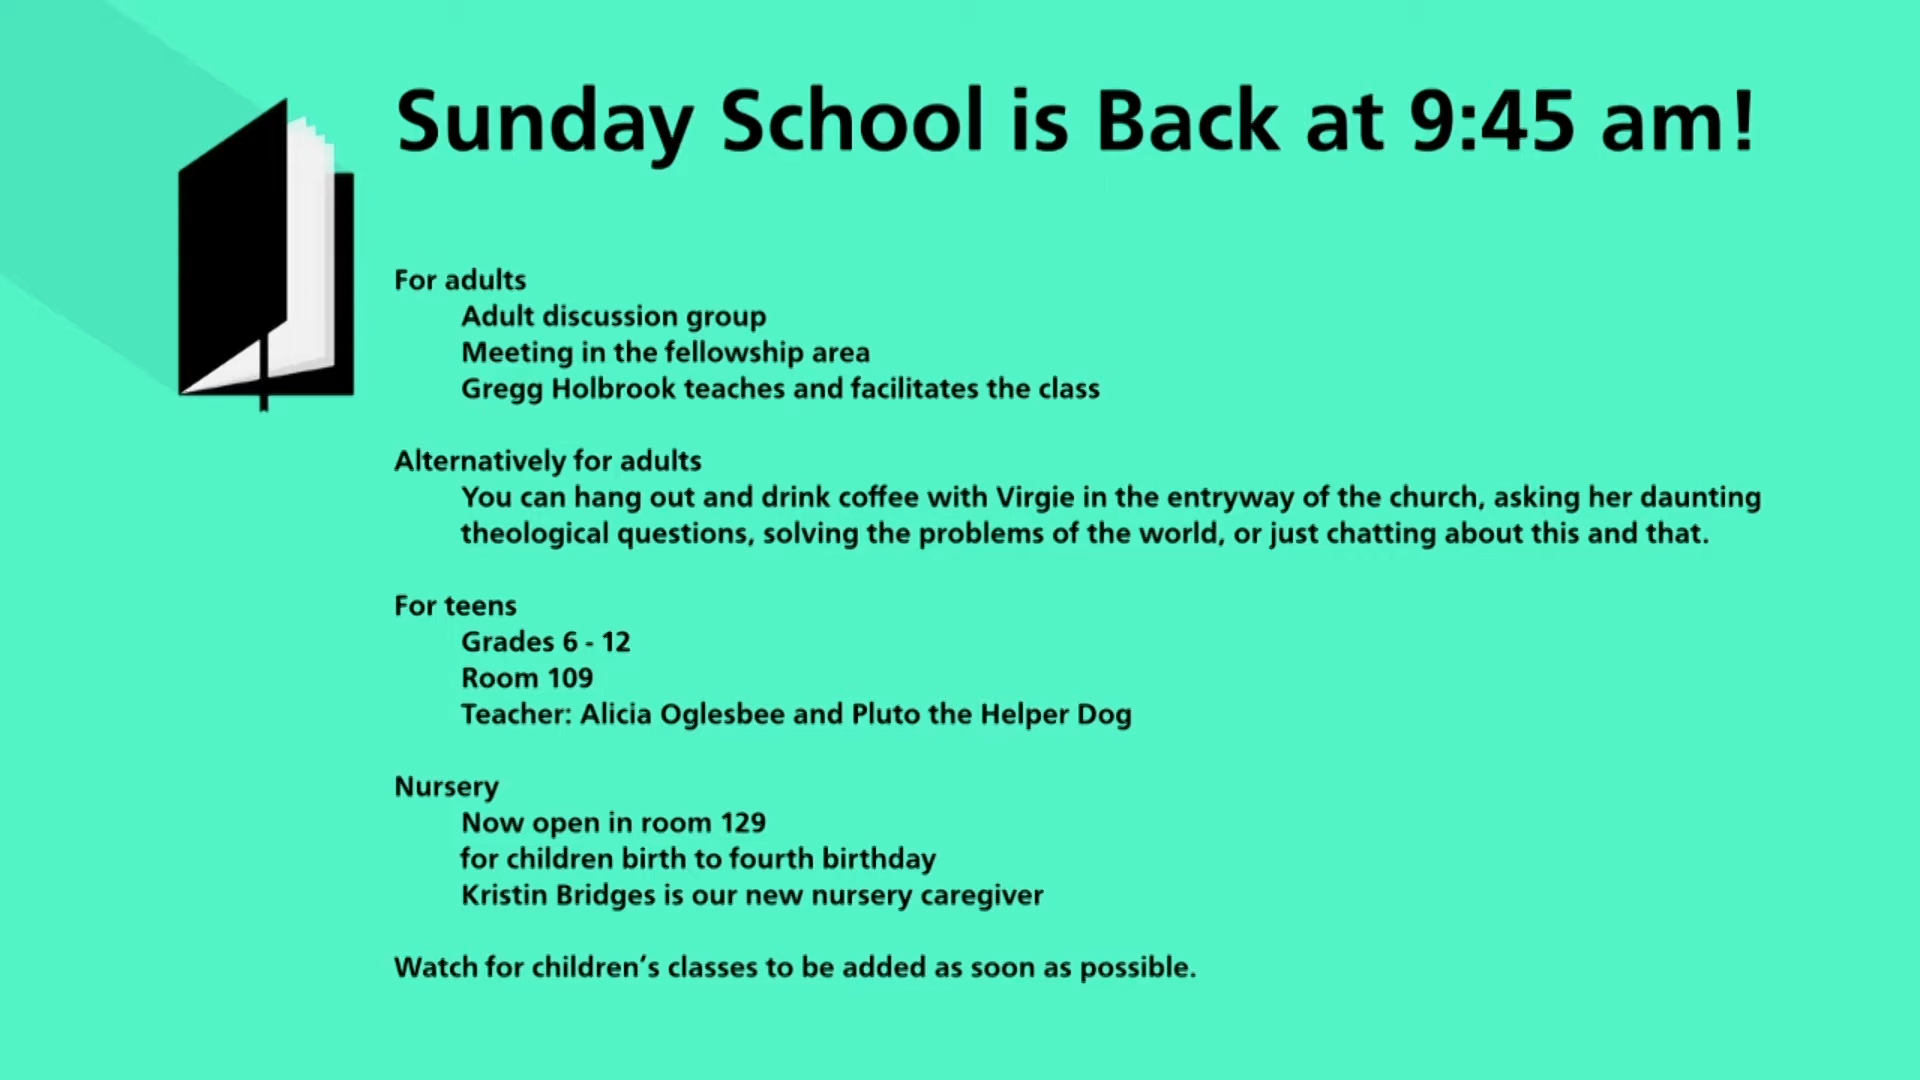 Sunday School is Back at 9:45 am!
For adults
Adult discussion group
Meeting in the fellowship area
Gregg Holbrook teaches and facilitates the class
Alternatively for adults
You can hang out and drink coffee with Virgie in the entryway of the church, asking her daunting
theological questions, solving the problems of the world, or just chatting about this and that.
For teens
Grades 6 - 12
Room 109
Teacher: Alicia Oglesbee and Pluto the Helper Dog
Nursery
Now open in room 129
for children birth to fourth birthday
Kristin Bridges is our new nursery caregiver
Watch for children’s classes to be added as soon as possible.